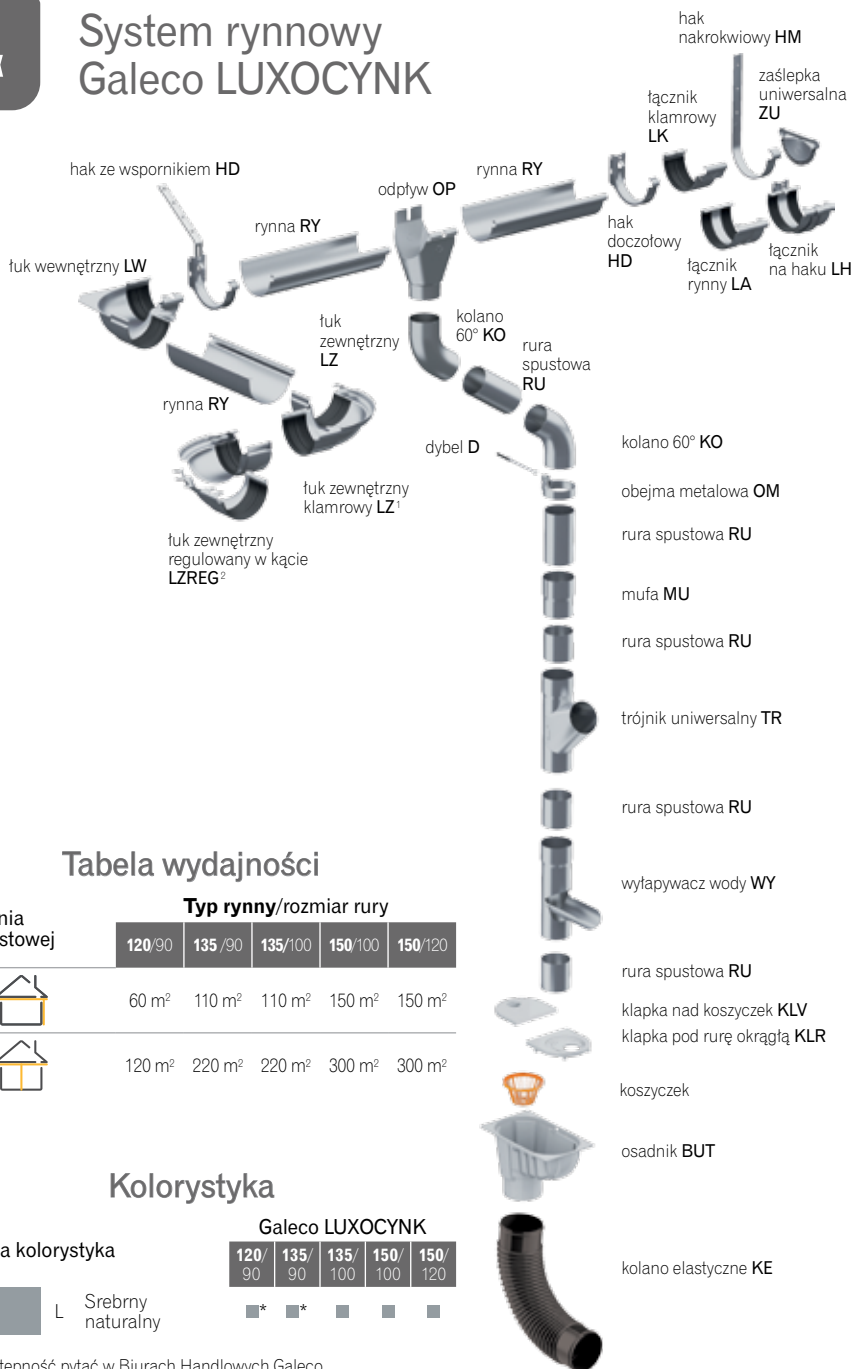 System rynnowy
Galeco LUXOCYNK
hak
nakrokwiowy HM
zaślepka
uniwersalna
ZU
łącznik
klamrowy
LK
rynna RY
hak ze wspornikiem HD
odpływ OP
rynna RY
łuk wewnętrzny LW
hak
doczołowy
HD
łącznik
rynny LA
łącznik
na haku LH
łuk
zewnętrzny
LZ
kolano
60° KO
rura
spustowa
RU
rynna RY
dybel D
kolano 60° KO
łuk zewnętrzny
klamrowy LZ¹
obejma metalowa OM
rura spustowa RU
łuk zewnętrzny
regulowany w kącie
LZREG²
mufa MU
rura spustowa RU
trójnik uniwersalny TR
rura spustowa RU
wyłapywacz wody WY
rura spustowa RU
klapka nad koszyczek KLV
klapka pod rurę okrągłą KLR
koszyczek
osadnik BUT
kolano elastyczne KE
Tabela wydajności
Typ rynny/rozmiar rury
120/90 135/90 135/100 150/100 150/120
60 m² 110 m² 110 m² 150 m² 150 m²
120 m² 220 m² 220 m² 300 m² 300 m²
Kolorystyka
Galeco LUXOCYNK
kolorystyka
120/ 135/ 135/ 150/ 150/
90 90 100 100 120
L Srebrny
naturalny
* *
pytać w Biurach Handlowych Galeco